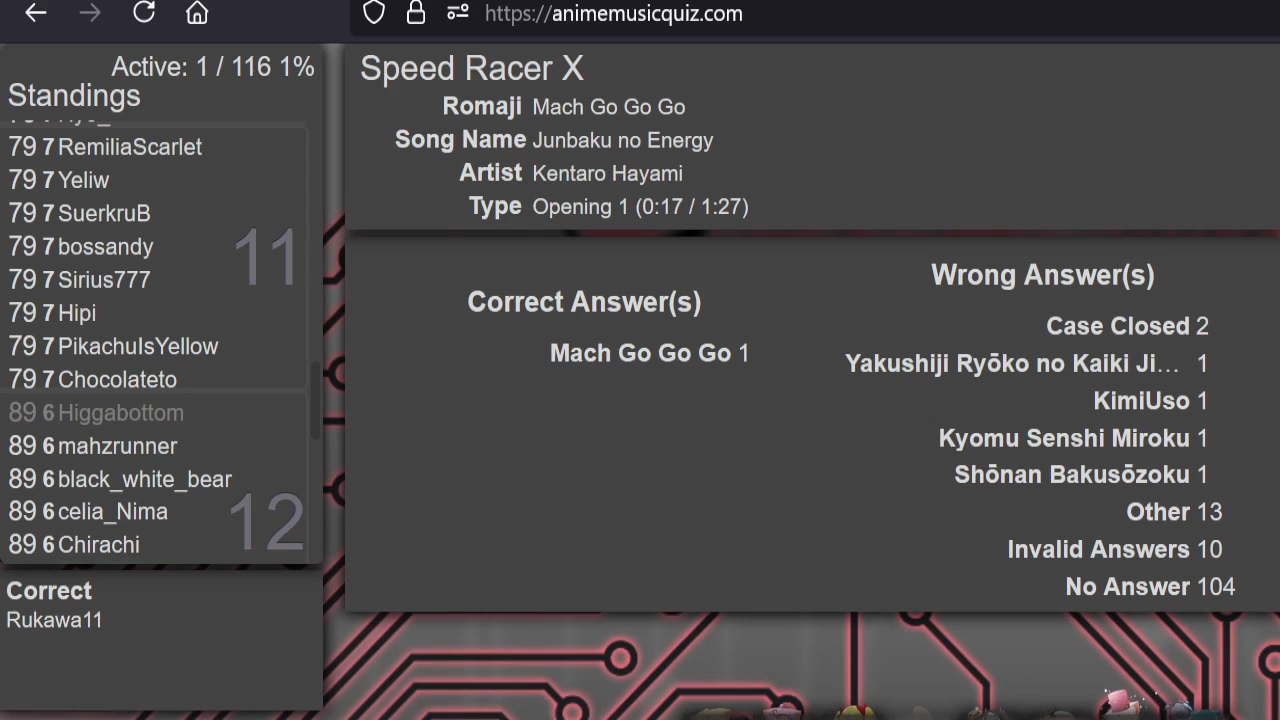 https://animemusicquiz.com
Active: 1 / 116 1%
Standings
79 7 RemiliaScarlet
79 7 Yeliw
79 7 SuerkruB
79 7 bossandy
11
79 7 Sirius777
79 7 Hipi
79 7 PikachuIsYellow
79 7 Chocolateto
89 6 Higgabottom
89 6 mahzrunner
89 6 black_white_bear
89 6 celia_Nima
12
89 6 Chirachi
Correct
Rukawa11
Speed Racer X
Romaji Mach Go Go Go
Song Name Junbaku no Energy
Artist Kentaro Hayami
Type Opening 1 (0:17 / 1:27)
Correct Answer(s)
Mach Go Go Go 1
Wrong Answer(s)
Case Closed 2
Yakushiji Ryōko no Kaiki Ji... 1
KimiUso 1
Kyomu Senshi Miroku 1
Shōnan Bakusōzoku 1
Other 13
Invalid Answers 10
No Answer 104